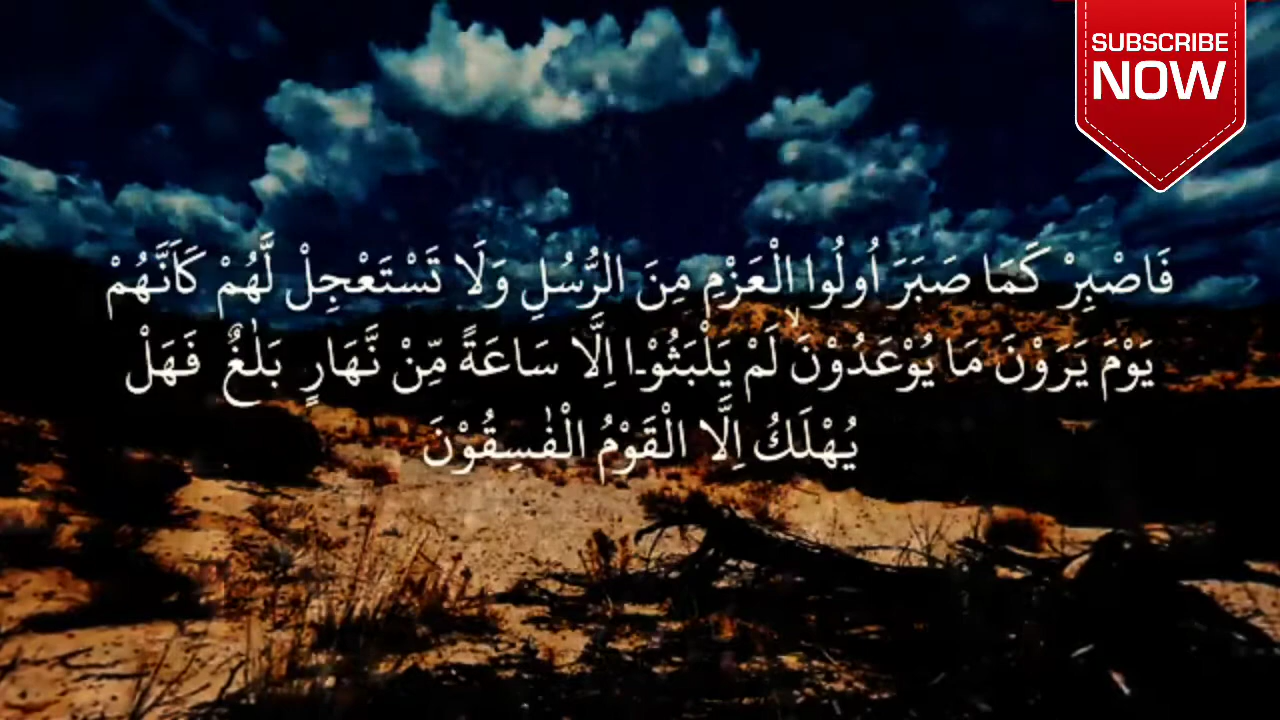 SUBSCRIBE
NOW
فَاصْبِرْ كَمَا صَبَرَ اُولُوا الْعَزْمِ مِنَ الرُّسُلِ وَلَا تَسْتَعْجِلْ لَّهُمْ كَاَنَّهُمْ
يَوْمَ يَرَوْنَ مَا يُوْعَدُوْنَۙ لَمْ يَلْبَثُوْٓا اِلَّا سَاعَةً مِّنْ نَّهَارٍ بَلٰغٌ فَهَلْ
يُهْلَكُ اِلَّا الْقَوْمُ الْفٰسِقُوْنَ